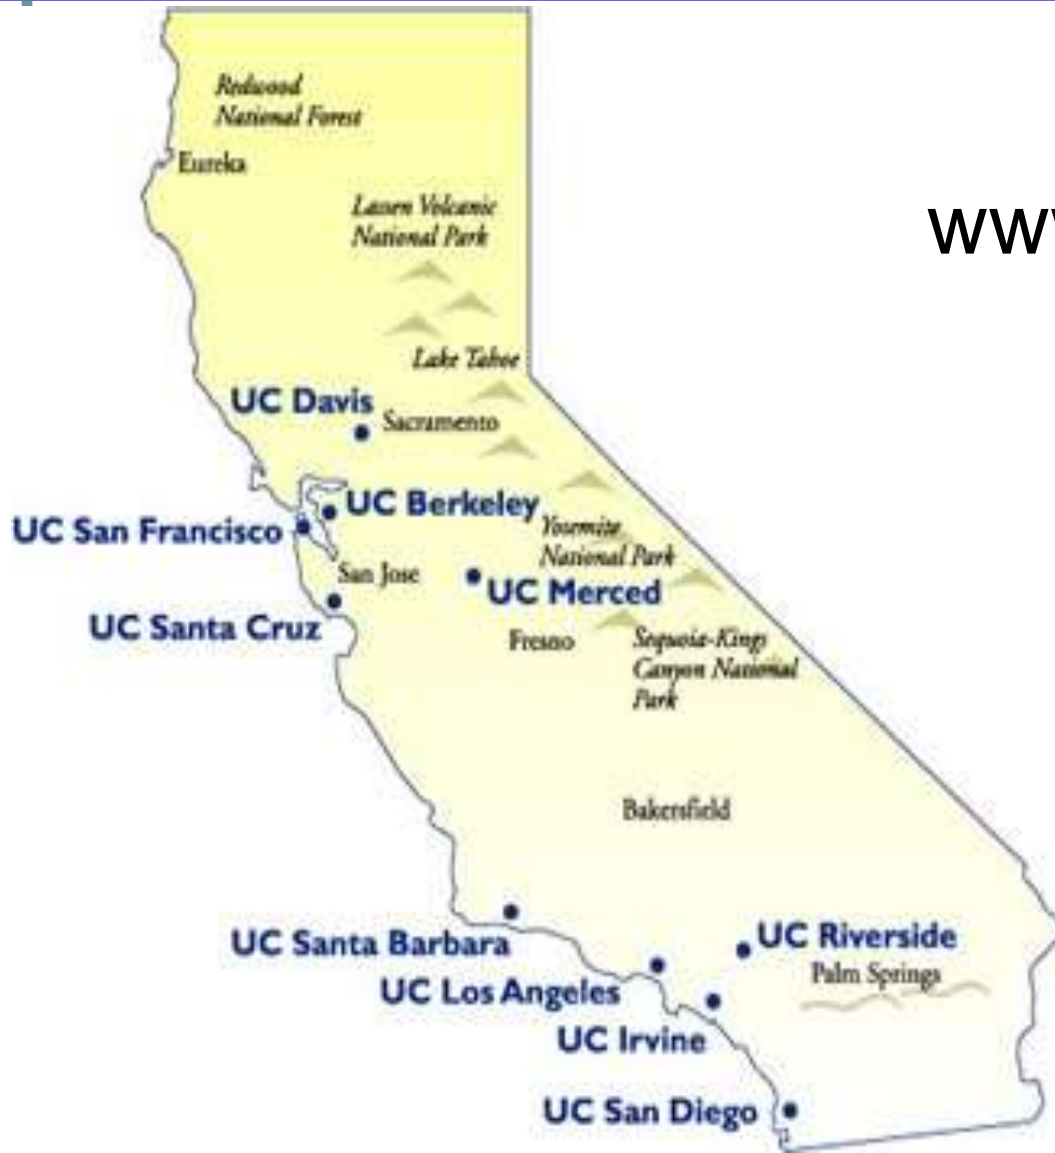 Redwood
National Forest
Eureka
Lassen Volcanic
National Park
www
Lake Tahoe
UC Davis
Sacramento
UC Berkeley
UC San Francisco
Yosemite
National Park
San Jose
UC Merced
UC Santa Cruz
Fresno
Sequoia-Kings
Canyon National
Park
Bakersfield
UC Santa Barbara
UC Riverside
Palm Springs
UC Los Angeles
UC Irvine
UC San Diego